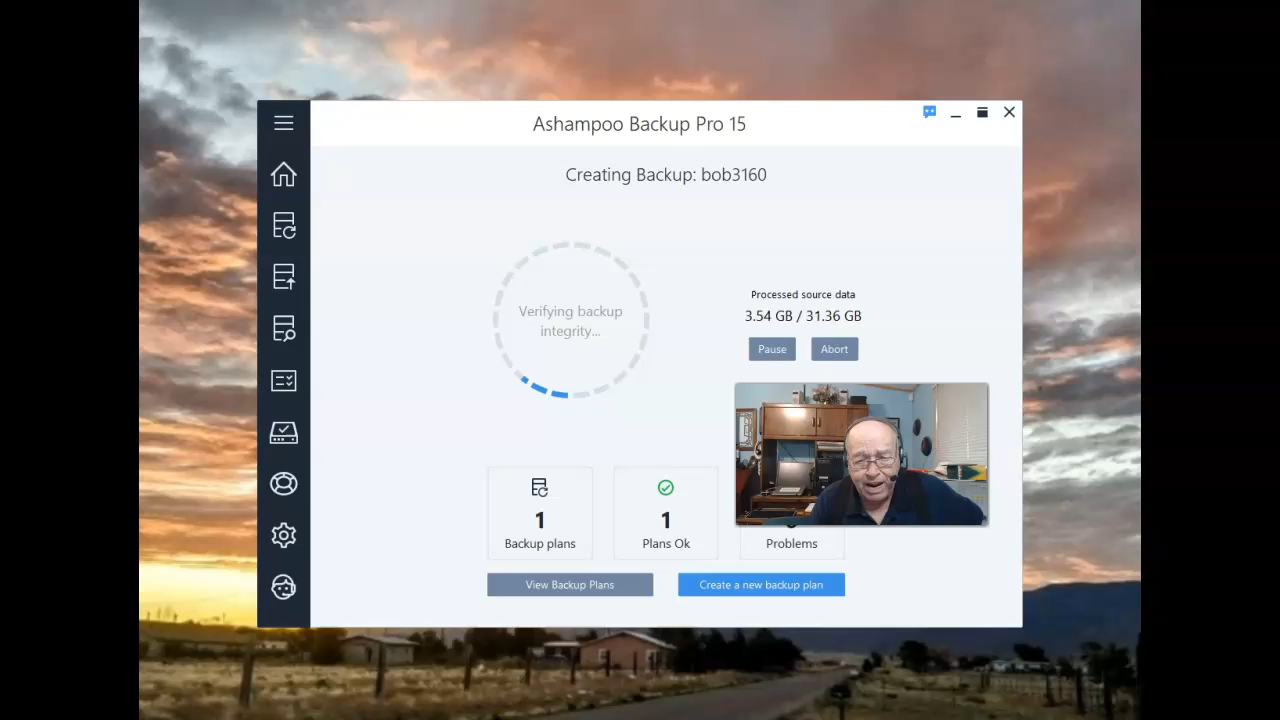 Ashampoo Backup Pro 15
Creating Backup: bob3160
Verifying backup
integrity...
Processed source data
3.54 GB / 31.36 GB
Pause
Abort
1
Backup plans
1
Plans Ok
Problems
View Backup Plans
Create a new backup plan